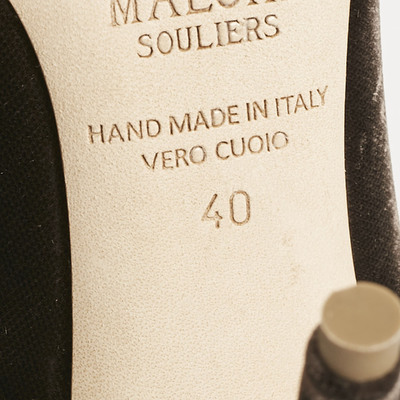 SOULIERS
HAND MADE IN ITALY
VERO CUOIO
40